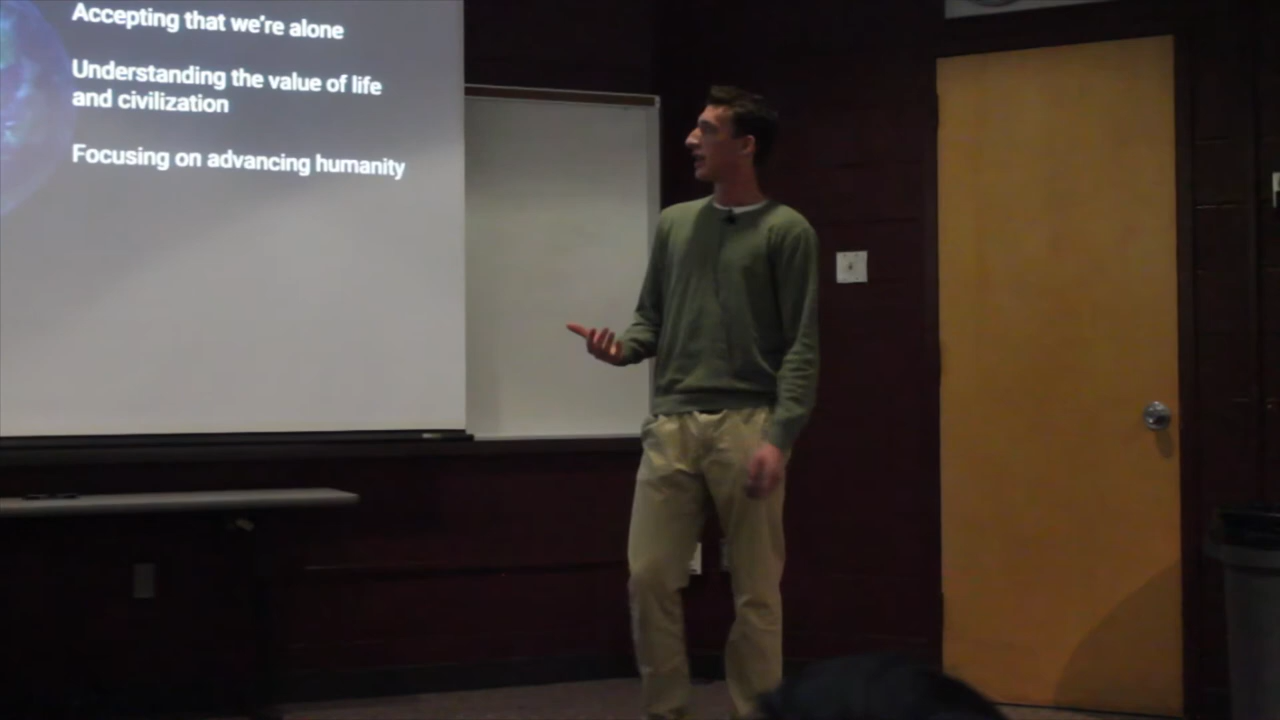 Accepting that we're alone
Understanding the value of life
and civilization
Focusing on advancing humanity